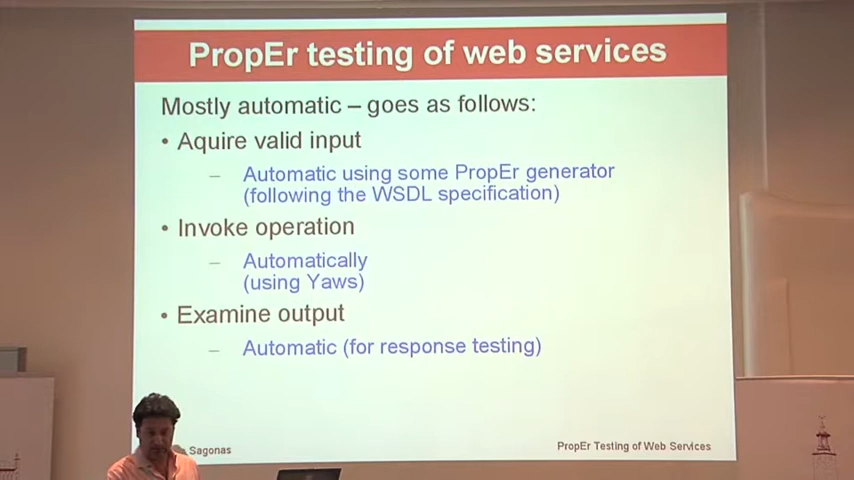 PropEr testing of web services
Mostly automatic – goes as follows:
• Aquire valid input
– Automatic using some PropEr generator
(following the WSDL specification)
• Invoke operation
– Automatically
(using Yaws)
• Examine output
– Automatic (for response testing)
Sagonas
PropEr Testing of Web Services